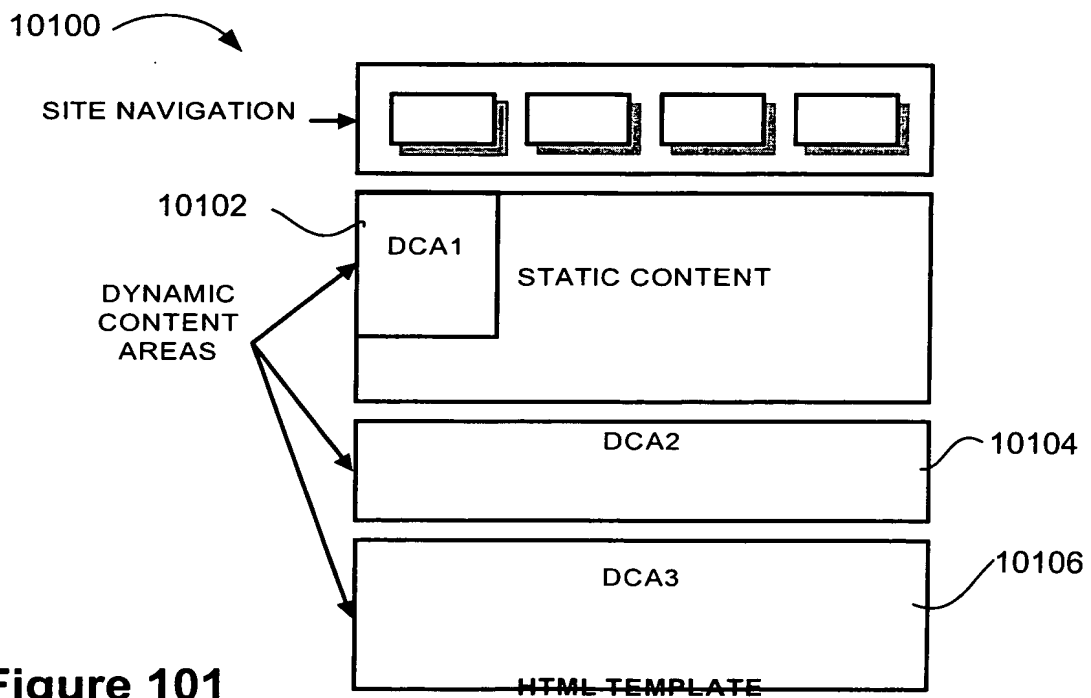 10100
SITE NAVIGATION
10102
DCA1
STATIC CONTENT
DYNAMIC
CONTENT
AREAS
DCA2
10104
DCA3
10106
Figure 101
HTML TEMPLATE